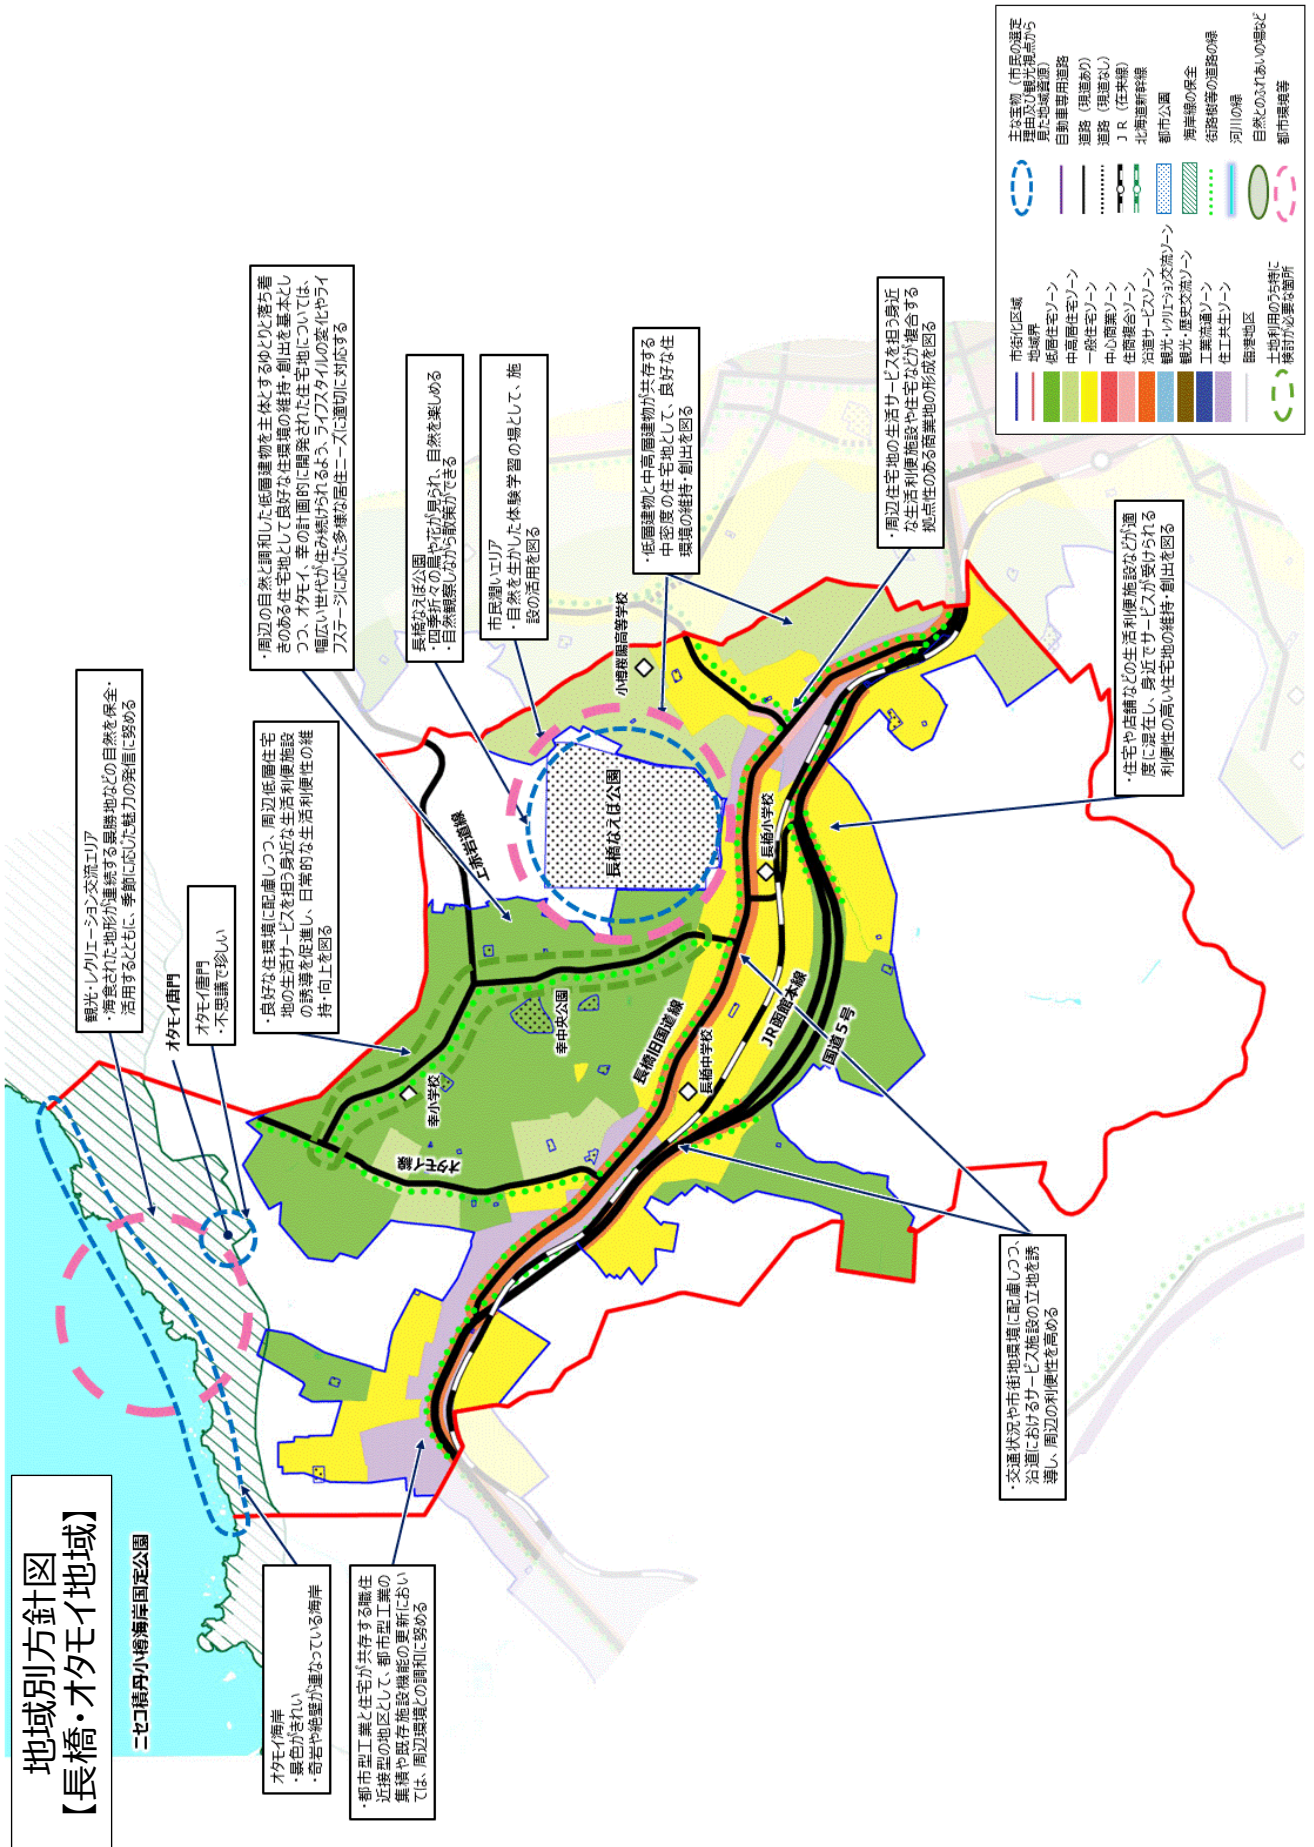 地域別方針図
【長橋・オタモイ地域】
ニセコ積丹小樽海岸国定公園
オタモイ海岸
・景色がきれい
・奇岩や絶壁が連なっている海岸
・都市型工業と住宅が共存する職住
近接型の地区として、都市型工業の
集積や既存施設機能の更新におい
ては、周辺環境との調和に努める
観光・レクリエーション交流エリア
・海食された地形が連続する景勝地などの自然を保全・
活用するとともに、季節に応じた魅力の発信に努める
オタモイ唐門
オタモイ唐門
・不思議で珍しい
・良好な住環境に配慮しつつ、周辺低層住宅
地の生活サービスを担う身近な生活利便施設
の誘導を促進し、日常的な生活利便性の維
持・向上を図る
・周辺の自然と調和した低層建物を主体とするゆとりと落ち着
きのある住宅地として良好な住環境の維持・創出を基本とし
つつ、オタモイ、幸の計画的に開発された住宅地については、
幅広い世代が住み続けられるよう、ライフスタイルの変化やライ
フステージに応じた多様な居住ニーズに適切に対応する
長橋なえぼ公園
・四季折々の鳥や花が見られ、自然を楽しめる
・自然観察しながら散策ができる
市民潤いエリア
・自然を生かした体験学習の場として、施
設の活用を図る
・低層建物と中高層建物が共存する
中密度の住宅地として、良好な住
環境の維持・創出を図る
・周辺住宅地の生活サービスを担う身近
な生活利便施設や住宅などが複合する
拠点性のある商業地の形成を図る
・住宅や店舗などの生活利便施設などが適
度に混在し、身近でサービスが受けられる
利便性の高い住宅地の維持・創出を図る
・交通状況や市街地環境に配慮しつつ、
沿道におけるサービス施設の立地を誘
導し、周辺の利便性を高める
オタモイ線
幸小学校
幸中央公園
上赤岩道線
長橋なえぼ公園
小樽桜陽高等学校
長橋旧国道線
長橋中学校
長橋小学校
JR函館本線
国道5号
市街化区域
地域界
低層住宅ゾーン
中高層住宅ゾーン
一般住宅ゾーン
中心商業ゾーン
住商複合ゾーン
沿道サービスゾーン
観光・レクリエーション交流ゾーン
観光・歴史交流ゾーン
工業流通ゾーン
住工共生ゾーン
臨港地区
土地利用のうち特に
検討が必要な箇所
主な宝物（市民の選定
理由及び観光視点から
見た地域資源）
自動車専用道路
道路（現道あり）
道路（現道なし）
JR（在来線）
北海道新幹線
都市公園
海岸線の保全
街路樹等の道路の緑
河川の緑
自然とのふれあいの場など
都市環境等